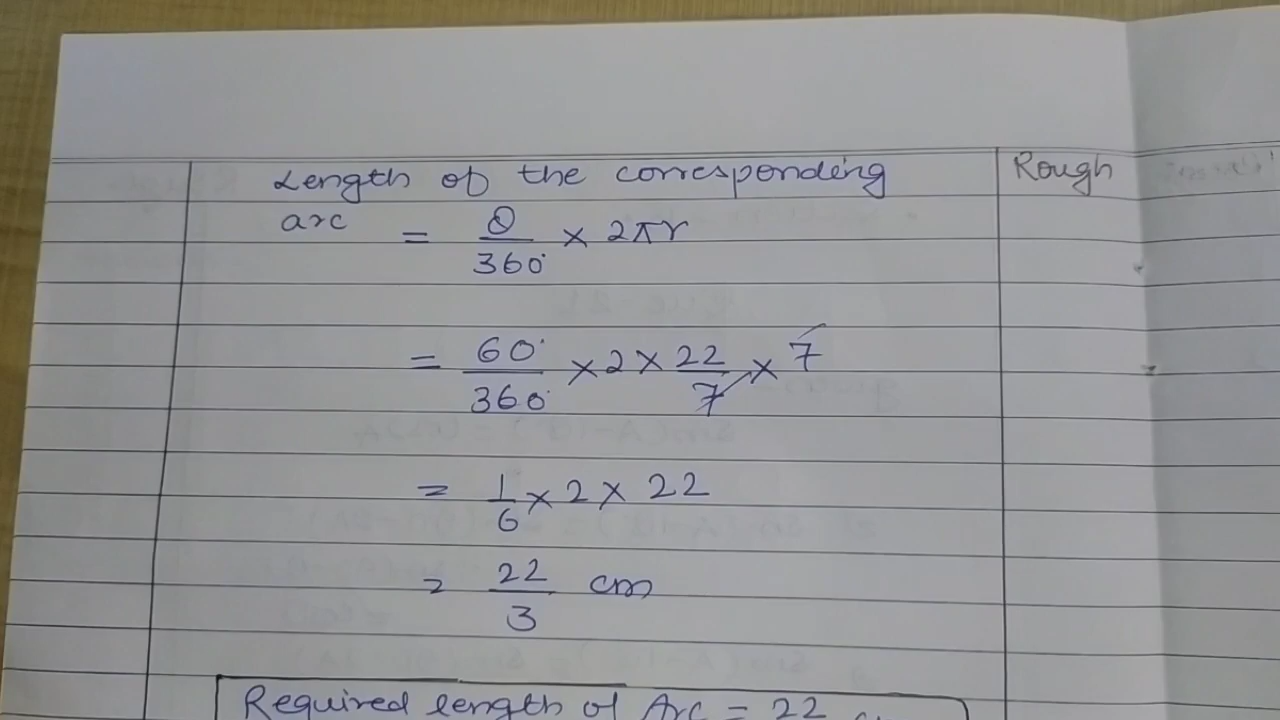 Length of the corresponding
Rough
arc = θ/360° × 2πr
= 60°/360° × 2 × 22/7 × 7
= 1/6 × 2 × 22
= 22/3 cm
Required length of Arc = 22